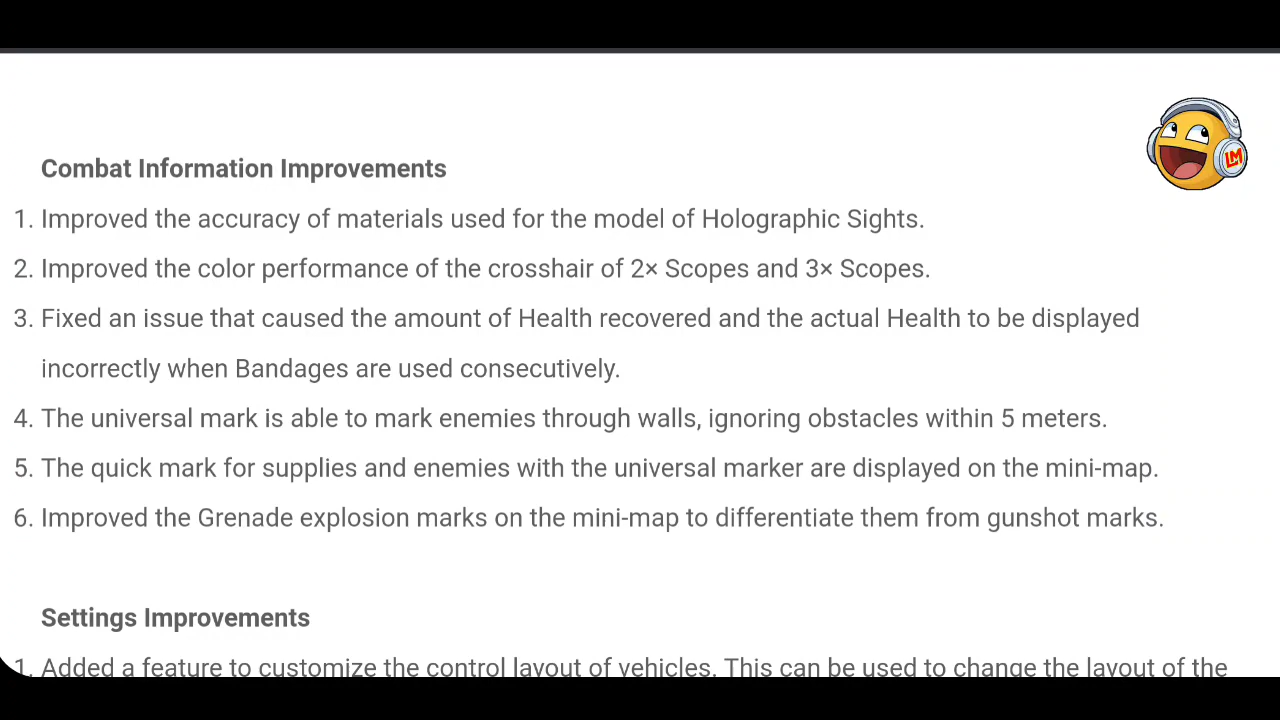 Combat Information Improvements
1. Improved the accuracy of materials used for the model of Holographic Sights.
2. Improved the color performance of the crosshair of 2× Scopes and 3× Scopes.
3. Fixed an issue that caused the amount of Health recovered and the actual Health to be displayed
incorrectly when Bandages are used consecutively.
4. The universal mark is able to mark enemies through walls, ignoring obstacles within 5 meters.
5. The quick mark for supplies and enemies with the universal marker are displayed on the mini-map.
6. Improved the Grenade explosion marks on the mini-map to differentiate them from gunshot marks.
Settings Improvements
1. Added a feature to customize the control layout of vehicles. This can be used to change the layout of the
LM